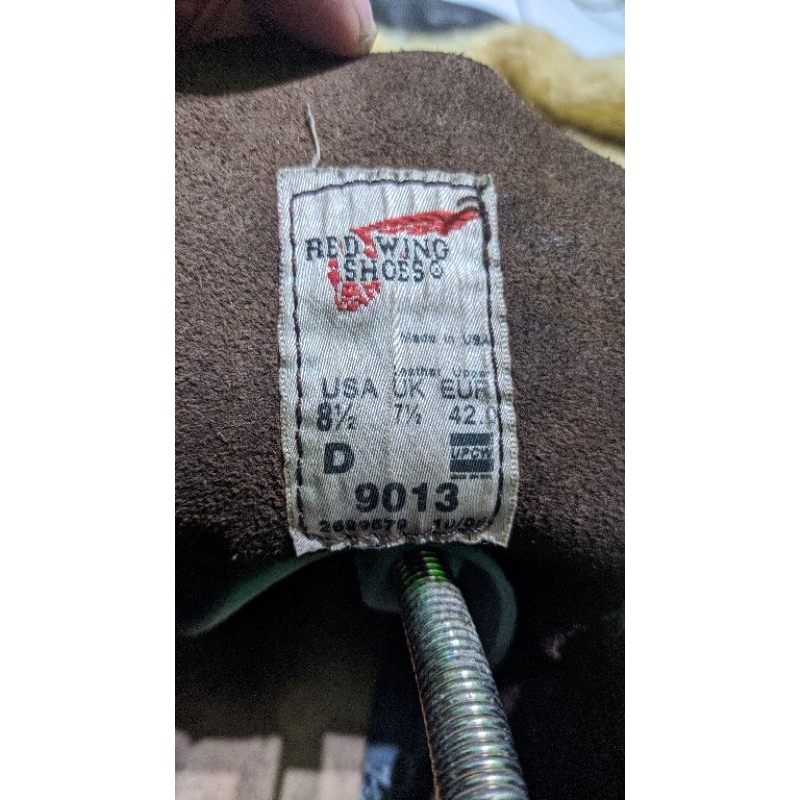 RED WING
SHOES®
Made in USA
Leather Upper
USA UK EUR
8½ 7½ 42.0
D
UPCW
9013